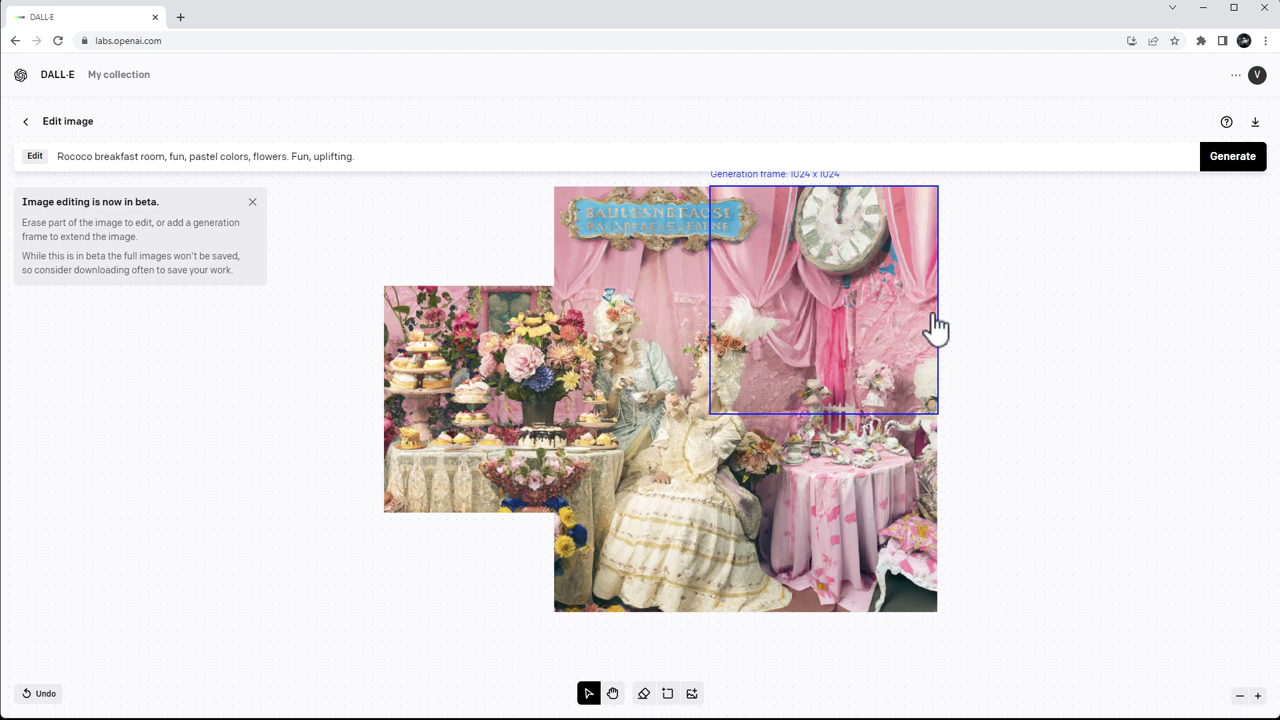 DALL·E
labs.openai.com
DALL·E My collection
V
Edit image
Edit Rococo breakfast room, fun, pastel colors, flowers. Fun, uplifting. Generate
Generation frame: 1024 x 1024
Image editing is now in beta.
Erase part of the image to edit, or add a generation
frame to extend the image.
While this is in beta the full images won't be saved,
so consider downloading often to save your work.
Undo